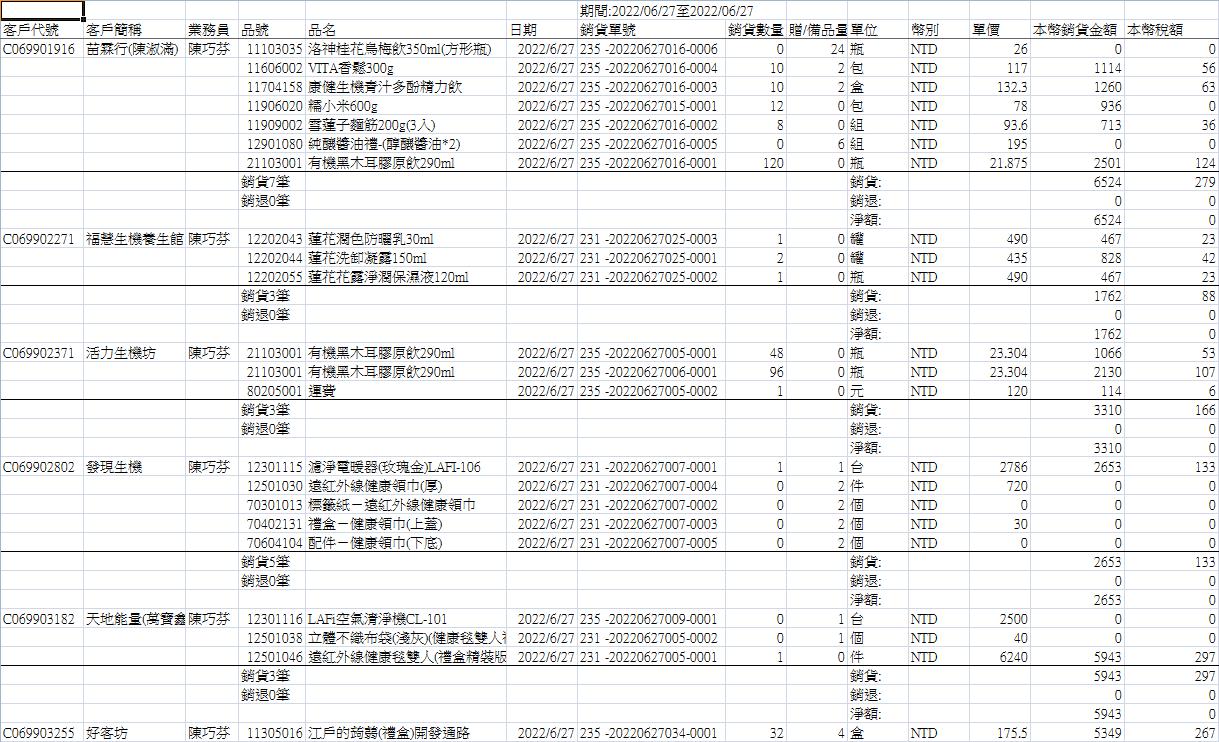 期間:2022/06/27至2022/06/27
客戶代號 客戶簡稱 業務員 品號 品名 日期 銷貨單號 銷貨數量 贈/備品量 單位 幣別 單價 本幣銷貨金額 本幣稅額
C069901916 苗霖行(陳淑滿) 陳巧芬 11103035 洛神桂花烏梅飲350ml(方形瓶) 2022/6/27 235 -20220627016-0006 0 24 瓶 NTD 26 0 0
11606002 VITA香鬆300g 2022/6/27 235 -20220627016-0004 10 2 包 NTD 117 1114 56
11704158 康健生機青汁多酚精力飲 2022/6/27 235 -20220627016-0003 10 2 盒 NTD 132.3 1260 63
11906020 糯小米600g 2022/6/27 235 -20220627015-0001 12 0 包 NTD 78 936 0
11909002 雪蓮子麵筋200g(3入) 2022/6/27 235 -20220627016-0002 8 0 組 NTD 93.6 713 36
12901080 純釀醬油禮-(醇釀醬油*2) 2022/6/27 235 -20220627016-0005 0 6 組 NTD 195 0 0
21103001 有機黑木耳膠原飲290ml 2022/6/27 235 -20220627016-0001 120 0 瓶 NTD 21.875 2501 124
銷貨7筆 銷貨: 6524 279
銷退0筆 銷退: 0 0
淨額: 6524 0
C069902271 福慧生機養生館 陳巧芬 12202043 蓮花潤色防曬乳30ml 2022/6/27 231 -20220627025-0003 1 0 罐 NTD 490 467 23
12202044 蓮花洗卸凝露150ml 2022/6/27 231 -20220627025-0001 2 0 罐 NTD 435 828 42
12202055 蓮花花露淨潤保濕液120ml 2022/6/27 231 -20220627025-0002 1 0 瓶 NTD 490 467 23
銷貨3筆 銷貨: 1762 88
銷退0筆 銷退: 0 0
淨額: 1762 0
C069902371 活力生機坊 陳巧芬 21103001 有機黑木耳膠原飲290ml 2022/6/27 235 -20220627005-0001 48 0 瓶 NTD 23.304 1066 53
21103001 有機黑木耳膠原飲290ml 2022/6/27 235 -20220627006-0001 96 0 瓶 NTD 23.304 2130 107
80205001 運費 2022/6/27 235 -20220627005-0002 1 0 元 NTD 120 114 6
銷貨3筆 銷貨: 3310 166
銷退0筆 銷退: 0 0
淨額: 3310 0
C069902802 發現生機 陳巧芬 12301115 濾淨電暖器(玫瑰金)LAFI-106 2022/6/27 231 -20220627007-0001 1 1 台 NTD 2786 2653 133
12501030 遠紅外線健康領巾(厚) 2022/6/27 231 -20220627007-0004 0 2 件 NTD 720 0 0
70301013 標籤紙－遠紅外線健康領巾 2022/6/27 231 -20220627007-0002 0 2 個 NTD 0 0 0
70402131 禮盒－健康領巾(上蓋) 2022/6/27 231 -20220627007-0003 0 2 個 NTD 30 0 0
70604104 配件－健康領巾(下底) 2022/6/27 231 -20220627007-0005 0 2 個 NTD 0 0 0
銷貨5筆 銷貨: 2653 133
銷退0筆 銷退: 0 0
淨額: 2653 0
C069903182 天地能量(萬寶鑫 陳巧芬 12301116 LAFi空氣清淨機CL-101 2022/6/27 235 -20220627009-0001 0 1 台 NTD 2500 0 0
12501038 立體不織布袋(淺灰)(健康毯雙人 2022/6/27 231 -20220627005-0002 0 1 個 NTD 40 0 0
12501046 遠紅外線健康毯雙人(禮盒精裝版 2022/6/27 231 -20220627005-0001 1 0 件 NTD 6240 5943 297
銷貨3筆 銷貨: 5943 297
銷退0筆 銷退: 0 0
淨額: 5943 0
C069903255 好客坊 陳巧芬 11305016 江戶的蒟蒻(禮盒)開發通路 2022/6/27 235 -20220627034-0001 32 4 盒 NTD 175.5 5349 267